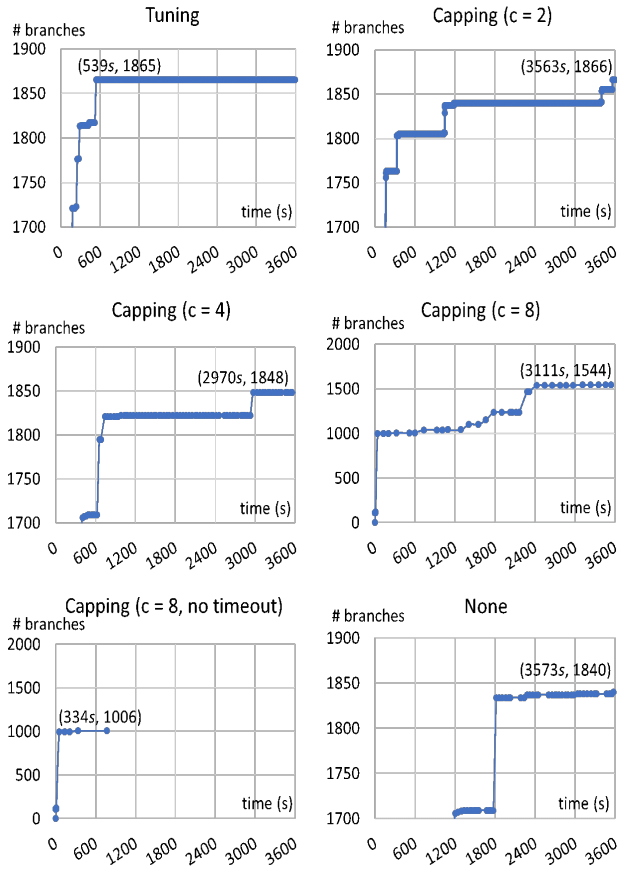 Tuning
# branches
1900
(539s, 1865)
1850
1800
1750
time (s)
1700
0 600 1200 1800 2400 3000 3600
Capping (c = 2)
# branches
1900
(3563s, 1866)
1850
1800
1750
time (s)
1700
0 600 1200 1800 2400 3000 3600
Capping (c = 4)
# branches
1900
(2970s, 1848)
1850
1800
1750
time (s)
1700
0 600 1200 1800 2400 3000 3600
Capping (c = 8)
# branches
(3111s, 1544)
1500
1000
500
time (s)
0
0 600 1200 1800 2400 3000 3600
Capping (c = 8, no timeout)
# branches
2000
1500
(334s, 1006)
1000
500
time (s)
0
0 600 1200 1800 2400 3000 3600
None
# branches
1900
(3573s, 1840)
1850
1800
1750
time (s)
1700
0 600 1200 1800 2400 3000 3600